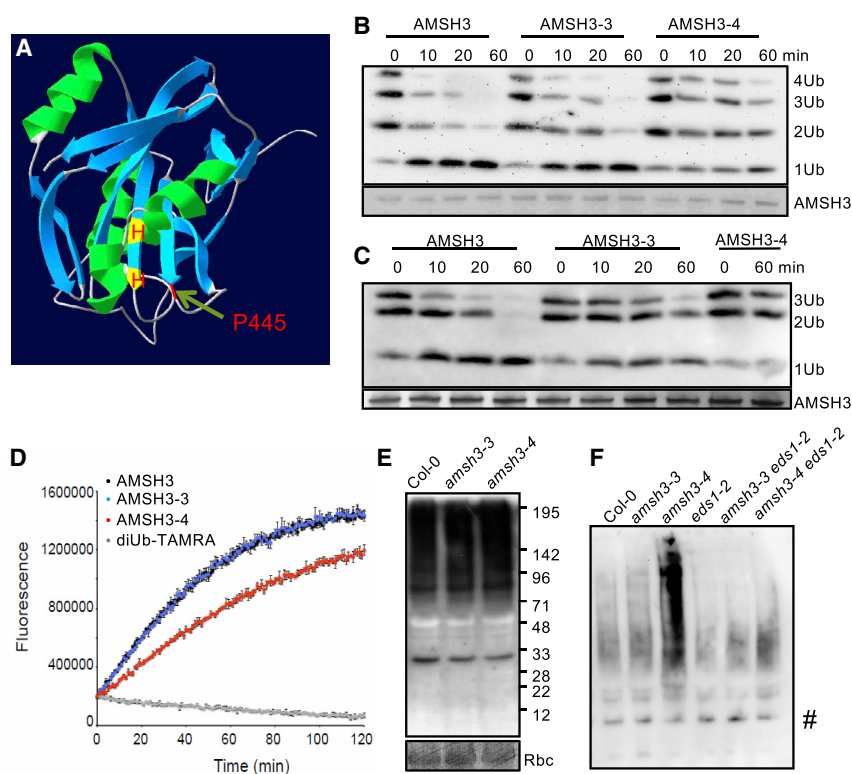 A
H
H
P445
B
AMSH3 AMSH3-3 AMSH3-4
0 10 20 60 0 10 20 60 0 10 20 60 min
4Ub
3Ub
2Ub
1Ub
AMSH3
C
AMSH3 AMSH3-3 AMSH3-4
0 10 20 60 0 10 20 60 0 60 min
3Ub
2Ub
1Ub
AMSH3
D
AMSH3
AMSH3-3
AMSH3-4
diUb-TAMRA
1600000
1200000
800000
400000
0
Fluorescence
0 20 40 60 80 100 120
Time (min)
E
Col-0 amsh3-3 amsh3-4
195
142
96
71
48
33
28
22
12
Rbc
F
Col-0 amsh3-3 amsh3-4 eds1-2 amsh3-3 eds1-2 amsh3-4 eds1-2
#